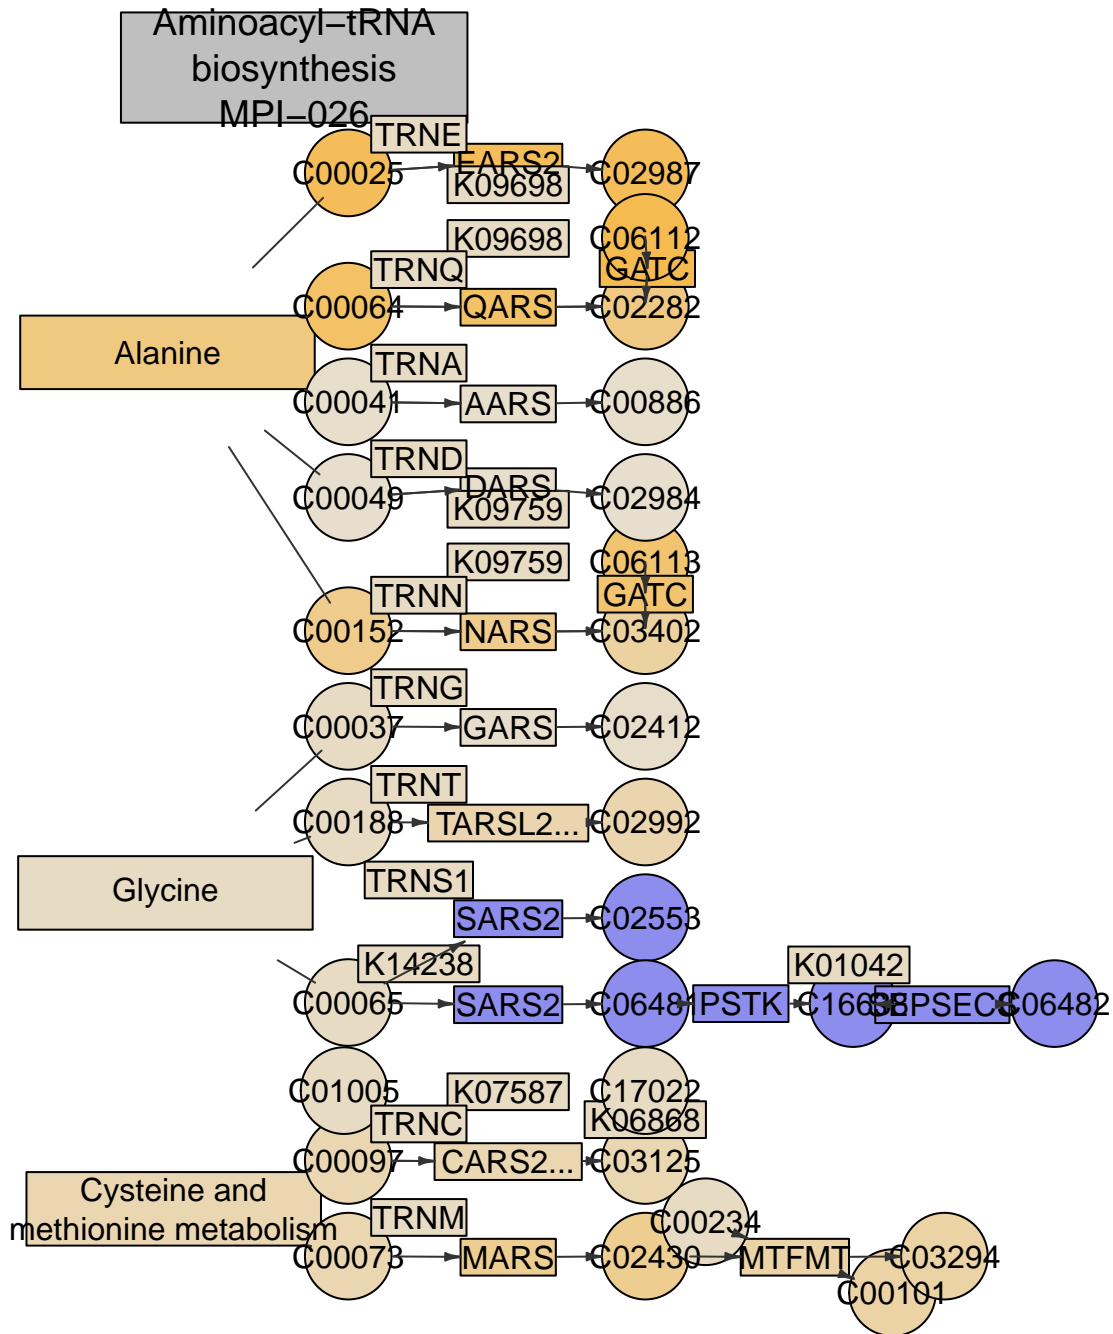 Aminoacyl−tRNA
biosynthesis
MPI−026
TRNE
C00025
EARS2
C02987
K09698
K09698
C06112
TRNQ
GATC
C00064
QARS
C02282
Alanine
TRNA
C00041
AARS
C00886
TRND
C00049
DARS
C02984
K09759
K09759
C06113
TRNN
GATC
C00152
NARS
C03402
TRNG
C00037
GARS
C02412
TRNT
C00188
TARSL2...
C02992
Glycine
TRNS1
SARS2
C02553
K14238
K01042
C00065
SARS2
C06481
PSTK
SEPSECS
C06482
C01005
K07587
C17022
TRNC
K06868
C00097
CARS2...
C03125
Cysteine and
methionine metabolism
TRNM
C00234
C00073
MARS
C02430
MTFMT
C03294
C00101